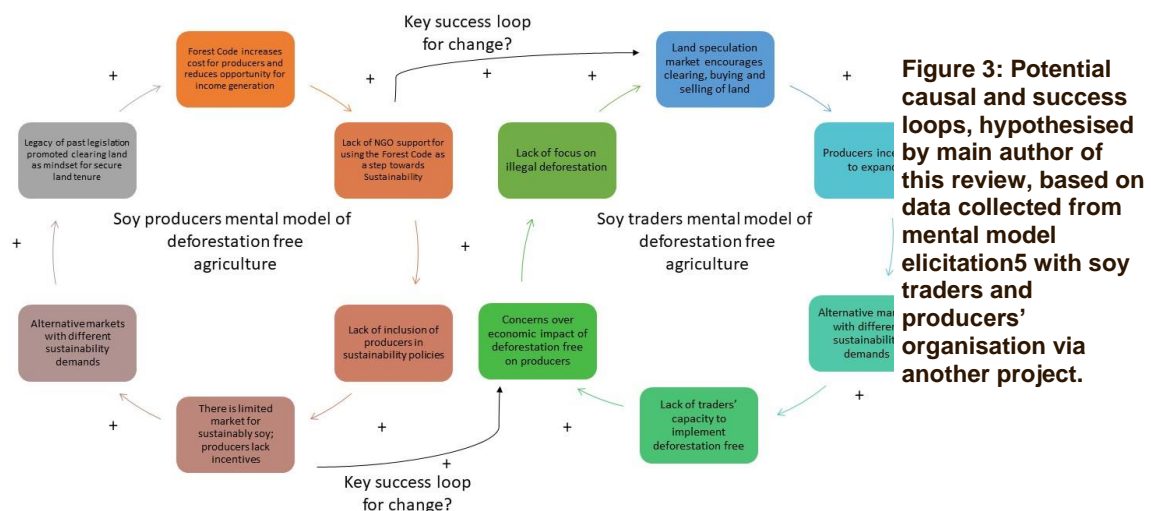 Key success loop
for change?
Forest Code increases
cost for producers and
reduces opportunity for
income generation
Land speculation
market encourages
clearing, buying and
selling of land
+
+
+
+
+
Legacy of past legislation
promoted clearing land
as mindset for secure
land tenure
Lack of NGO support for
using the Forest Code as
a step towards
Sustainability
Lack of focus on
illegal deforestation
Producers
to expand
Soy producers mental model of
deforestation free
agriculture
Soy traders mental model of
deforestation free
agriculture
+
+
Alternative markets
with different
sustainability
demands
Lack of inclusion of
producers in
sustainability policies
Concerns over
economic impact of
deforestation free
on producers
Alternative
with
sustainability
demands
There is limited
market for
sustainably soy;
producers lack
incentives
Lack of traders'
capacity to
implement
deforestation free
+
+
+
+
+
Key success loop
for change?
Figure 3: Potential
causal and success
loops, hypothesised
by main author of
this review, based on
data collected from
mental model
elicitation5 with soy
traders and
producers'
organisation via
another project.